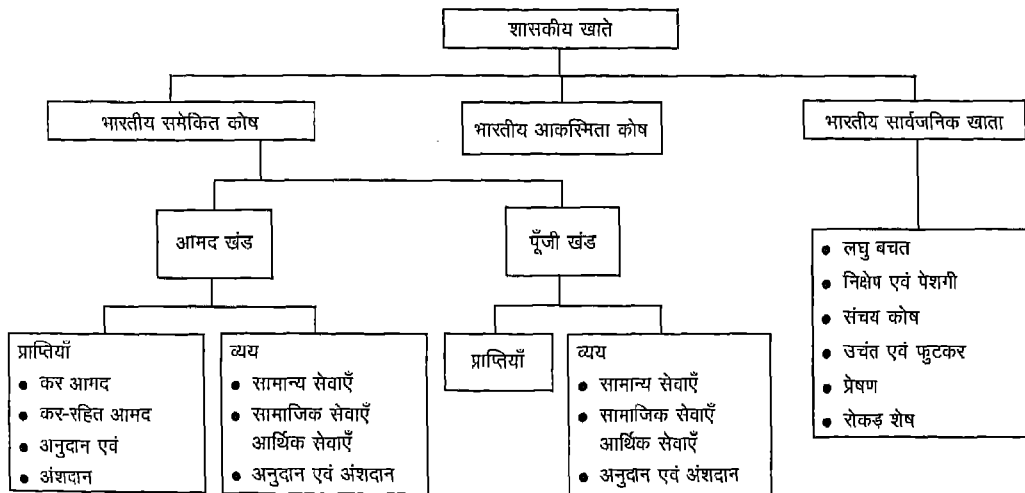 शासकीय खाते
भारतीय समेकित कोष
भारतीय आकस्मिता कोष
भारतीय सार्वजनिक खाता
आमद खंड
पूँजी खंड
प्राप्तियाँ
● कर आगद
● कर-रहित आमद
● अनुदान एवं
● अंशदान
व्यय
● सामान्य सेवाएँ
● सामाजिक सेवाएँ
आर्थिक सेवाएँ
● अनुदान एवं अंशदान
प्राप्तियाँ
व्यय
● सामान्य सेवाएँ
● सामाजिक सेवाएँ
आर्थिक सेवाएँ
● अनुदान एवं अंशदान
● लघु बचत
● निक्षेप एवं पेशगी
● संचय कोष
● उचंत एवं फुटकर
● प्रेषण
● रोकड़ शेष